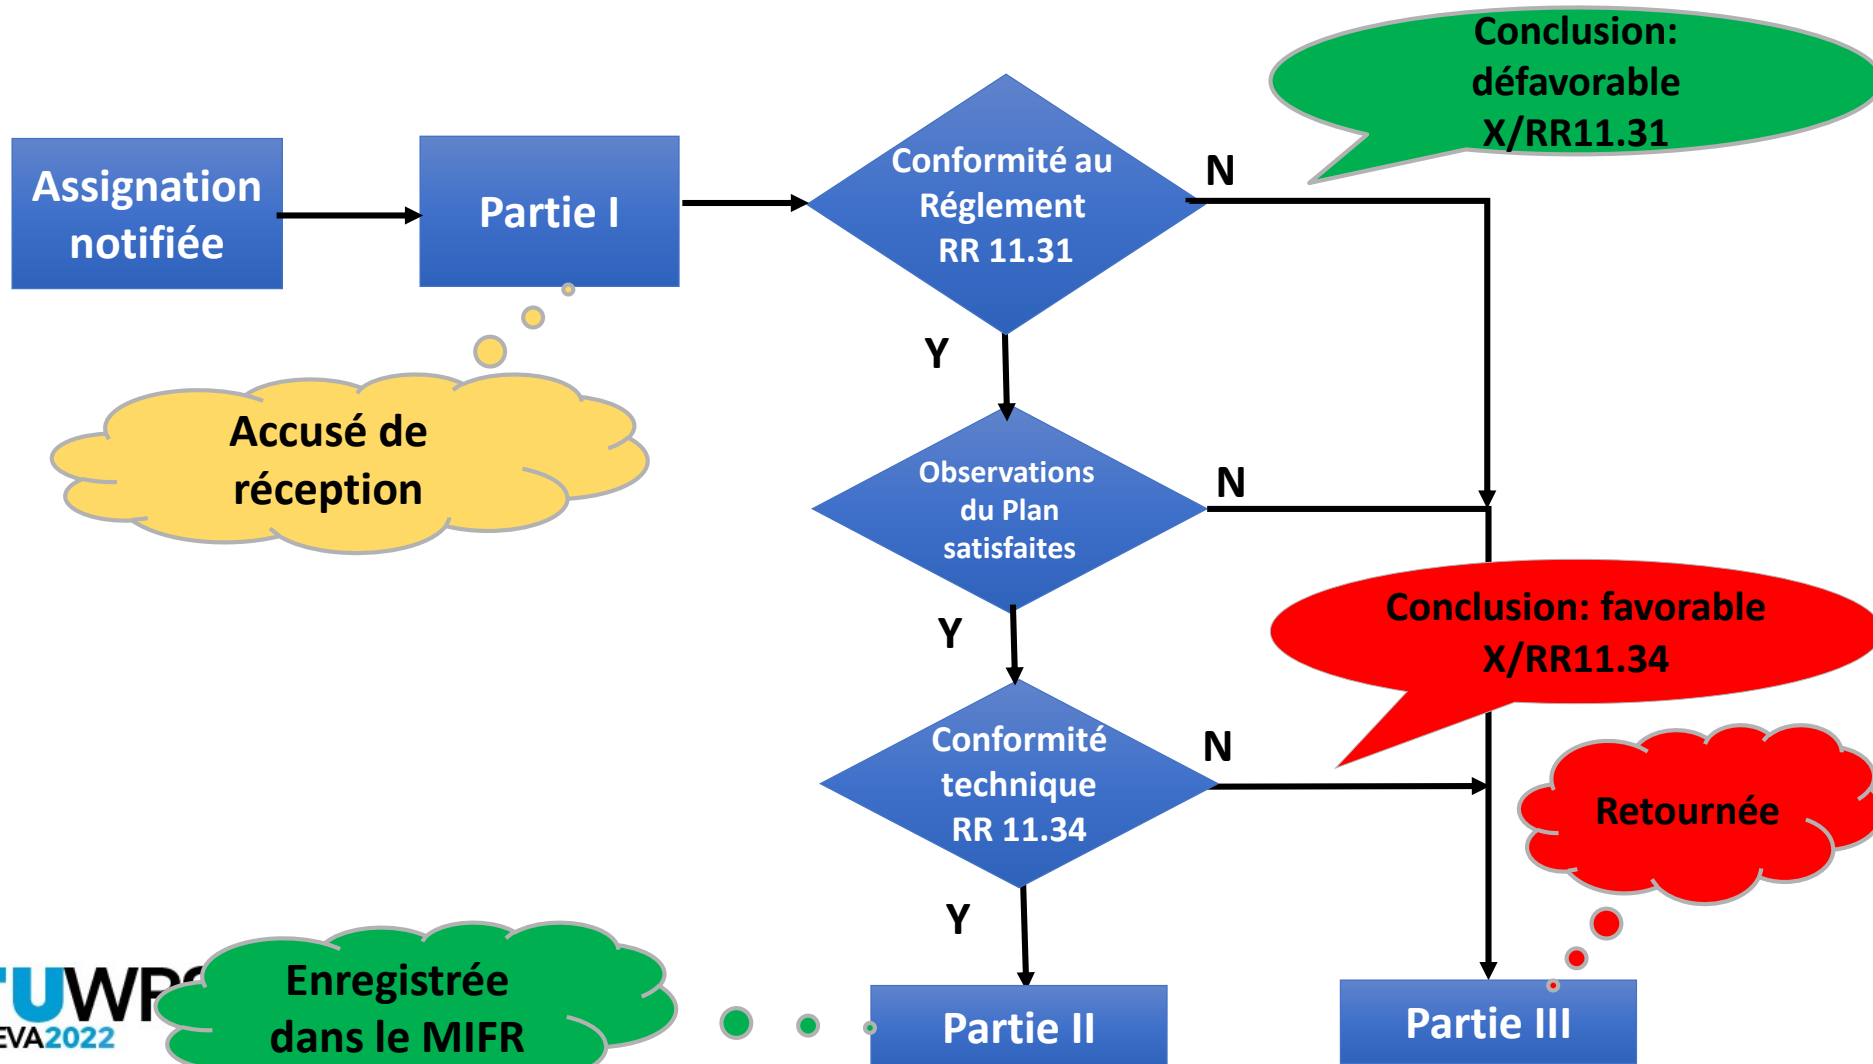 Conclusion:
défavorable
X/RR11.31
Assignation
notifiée
Partie I
Conformité au
Réglement
RR 11.31
N
Y
Accusé de
réception
Observations
du Plan
satisfaites
N
Y
Conclusion: favorable
X/RR11.34
Conformité
technique
RR 11.34
N
Retournée
Y
Enregistrée
dans le MIFR
Partie II
Partie III
UWR
EVA2022